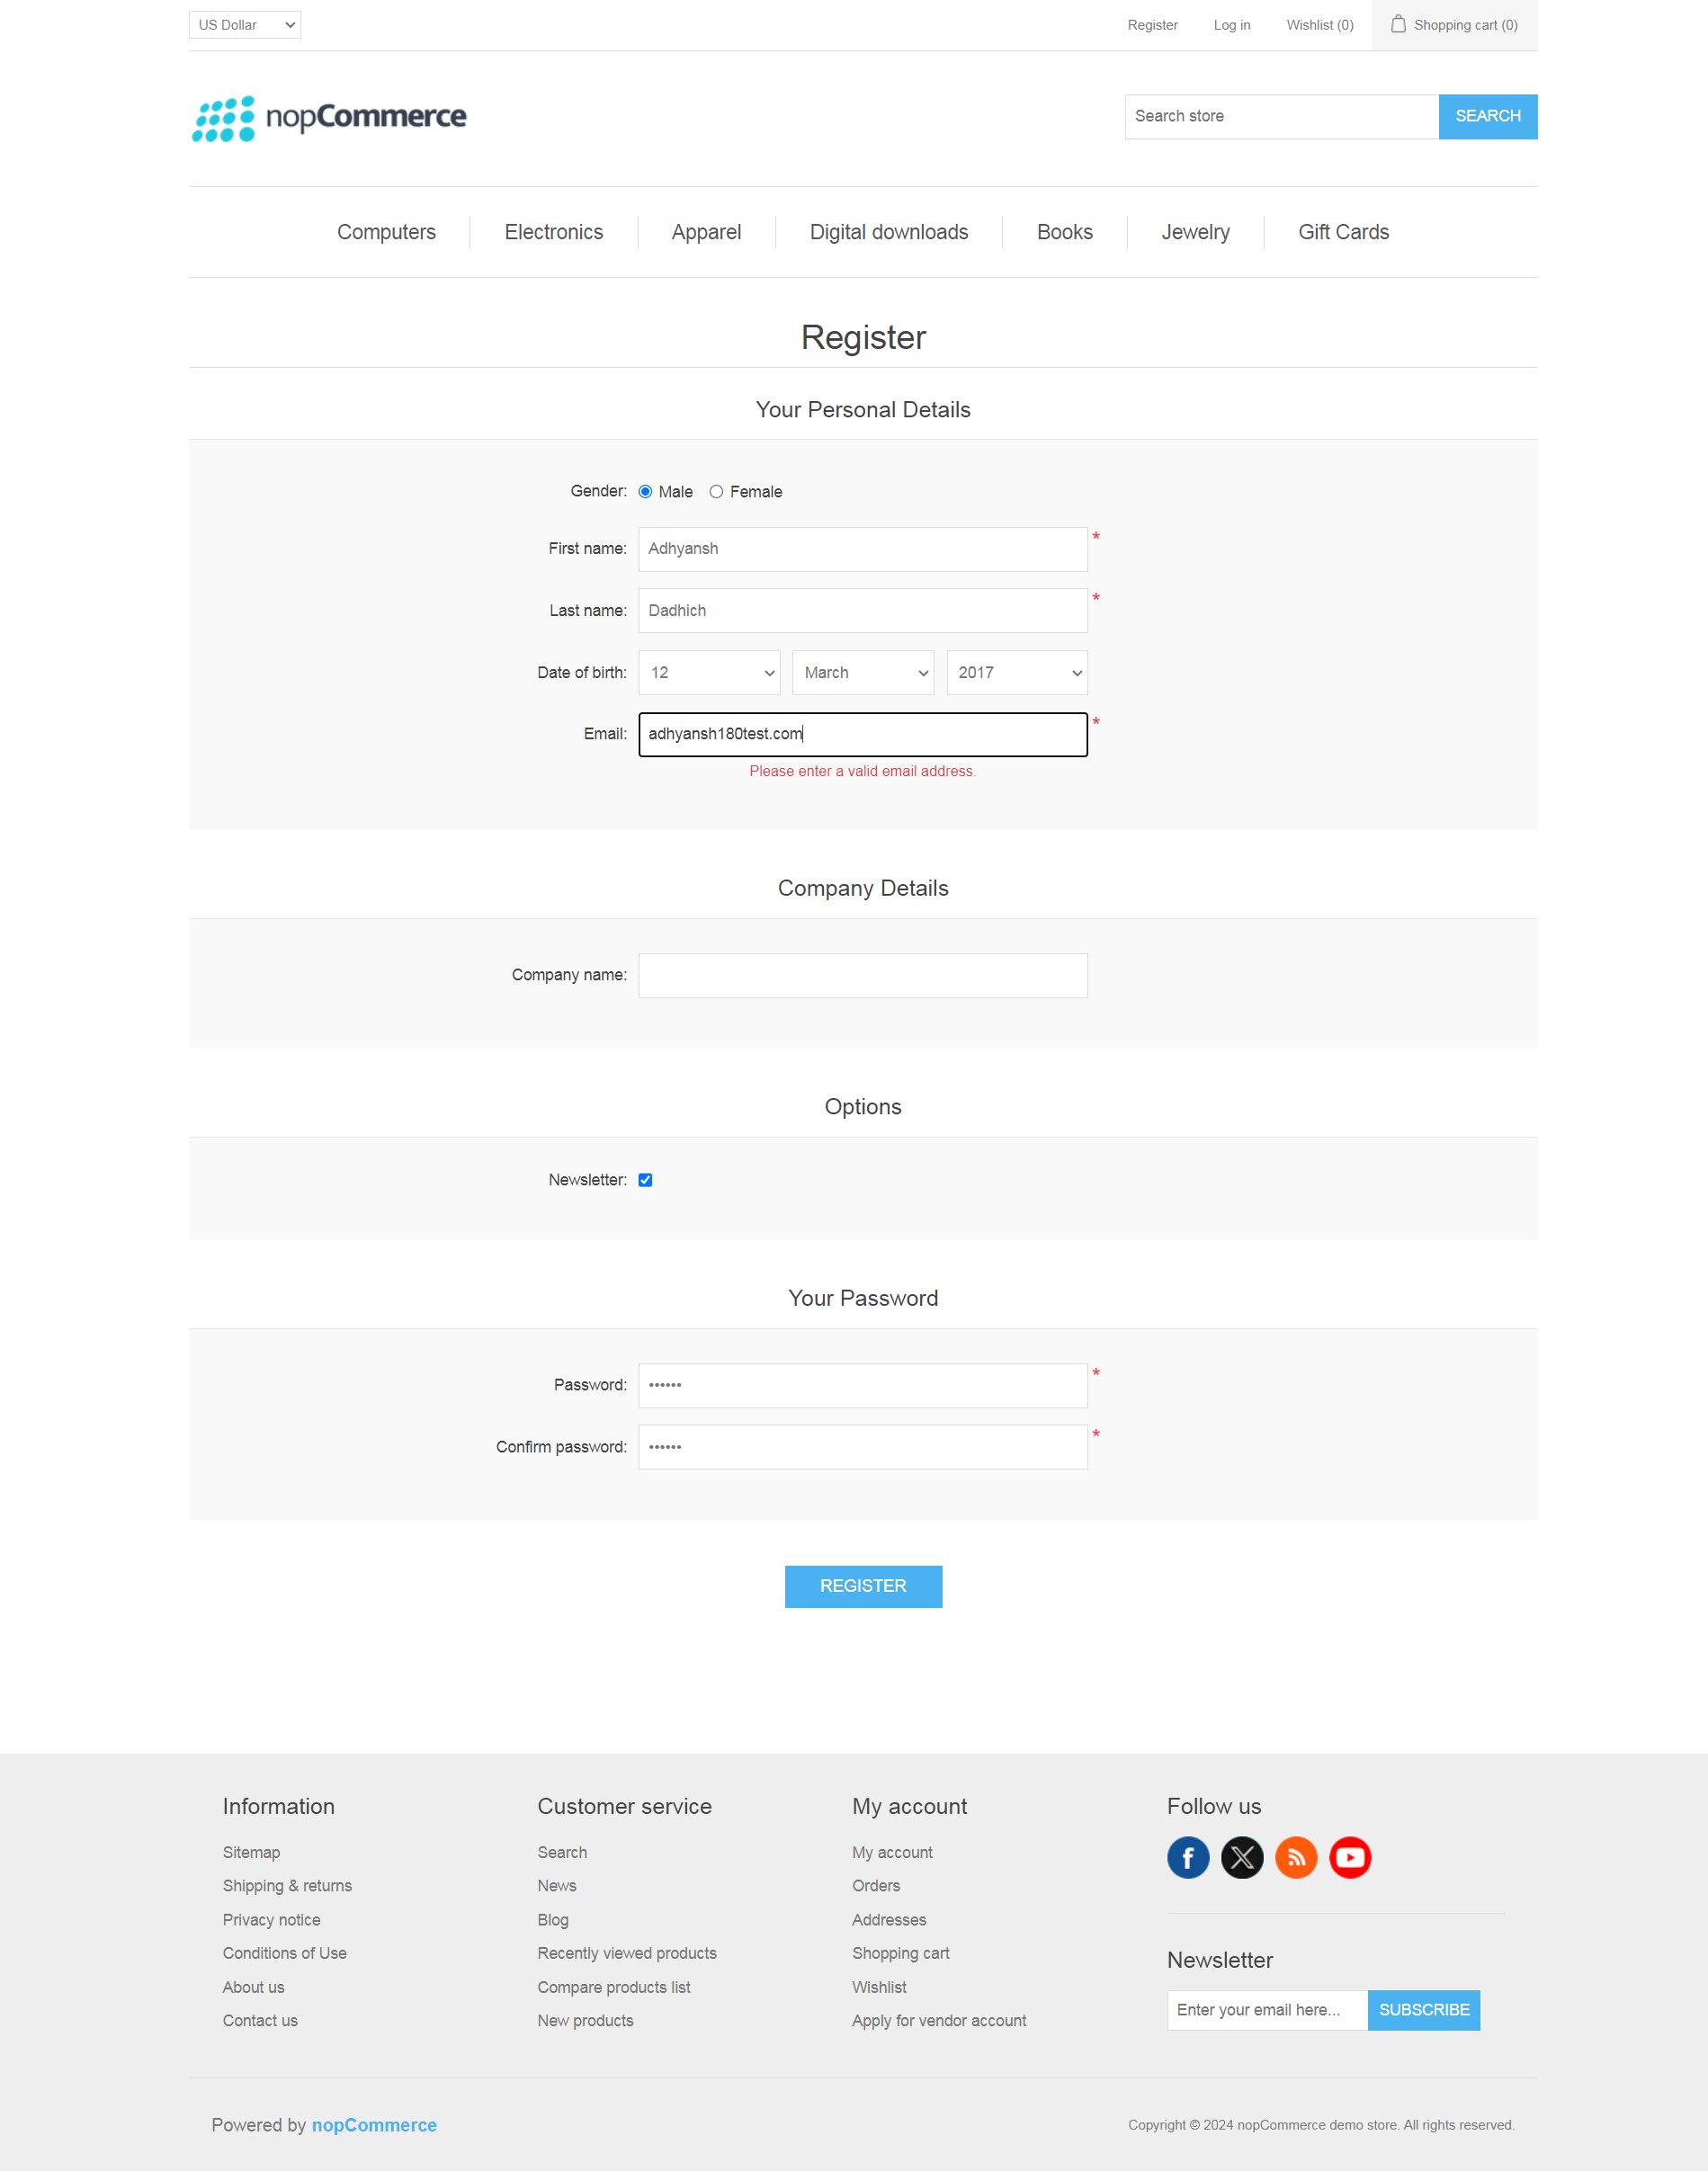 US Dollar Register Log in Wishlist (0) Shopping cart (0)
nopCommerce Search store SEARCH
Computers Electronics Apparel Digital downloads Books Jewelry Gift Cards
Register
Your Personal Details
Gender: Male Female
First name: Adhyansh *
Last name: Dadhich *
Date of birth: 12 March 2017
Email: adhyansh180test.com *
Please enter a valid email address.
Company Details
Company name:
Options
Newsletter:
Your Password
Password: •••••• *
Confirm password: •••••• *
REGISTER
Information
Sitemap
Shipping & returns
Privacy notice
Conditions of Use
About us
Contact us
Customer service
Search
News
Blog
Recently viewed products
Compare products list
New products
My account
My account
Orders
Addresses
Shopping cart
Wishlist
Apply for vendor account
Follow us
Newsletter
Enter your email here... SUBSCRIBE
Powered by nopCommerce
Copyright © 2024 nopCommerce demo store. All rights reserved.